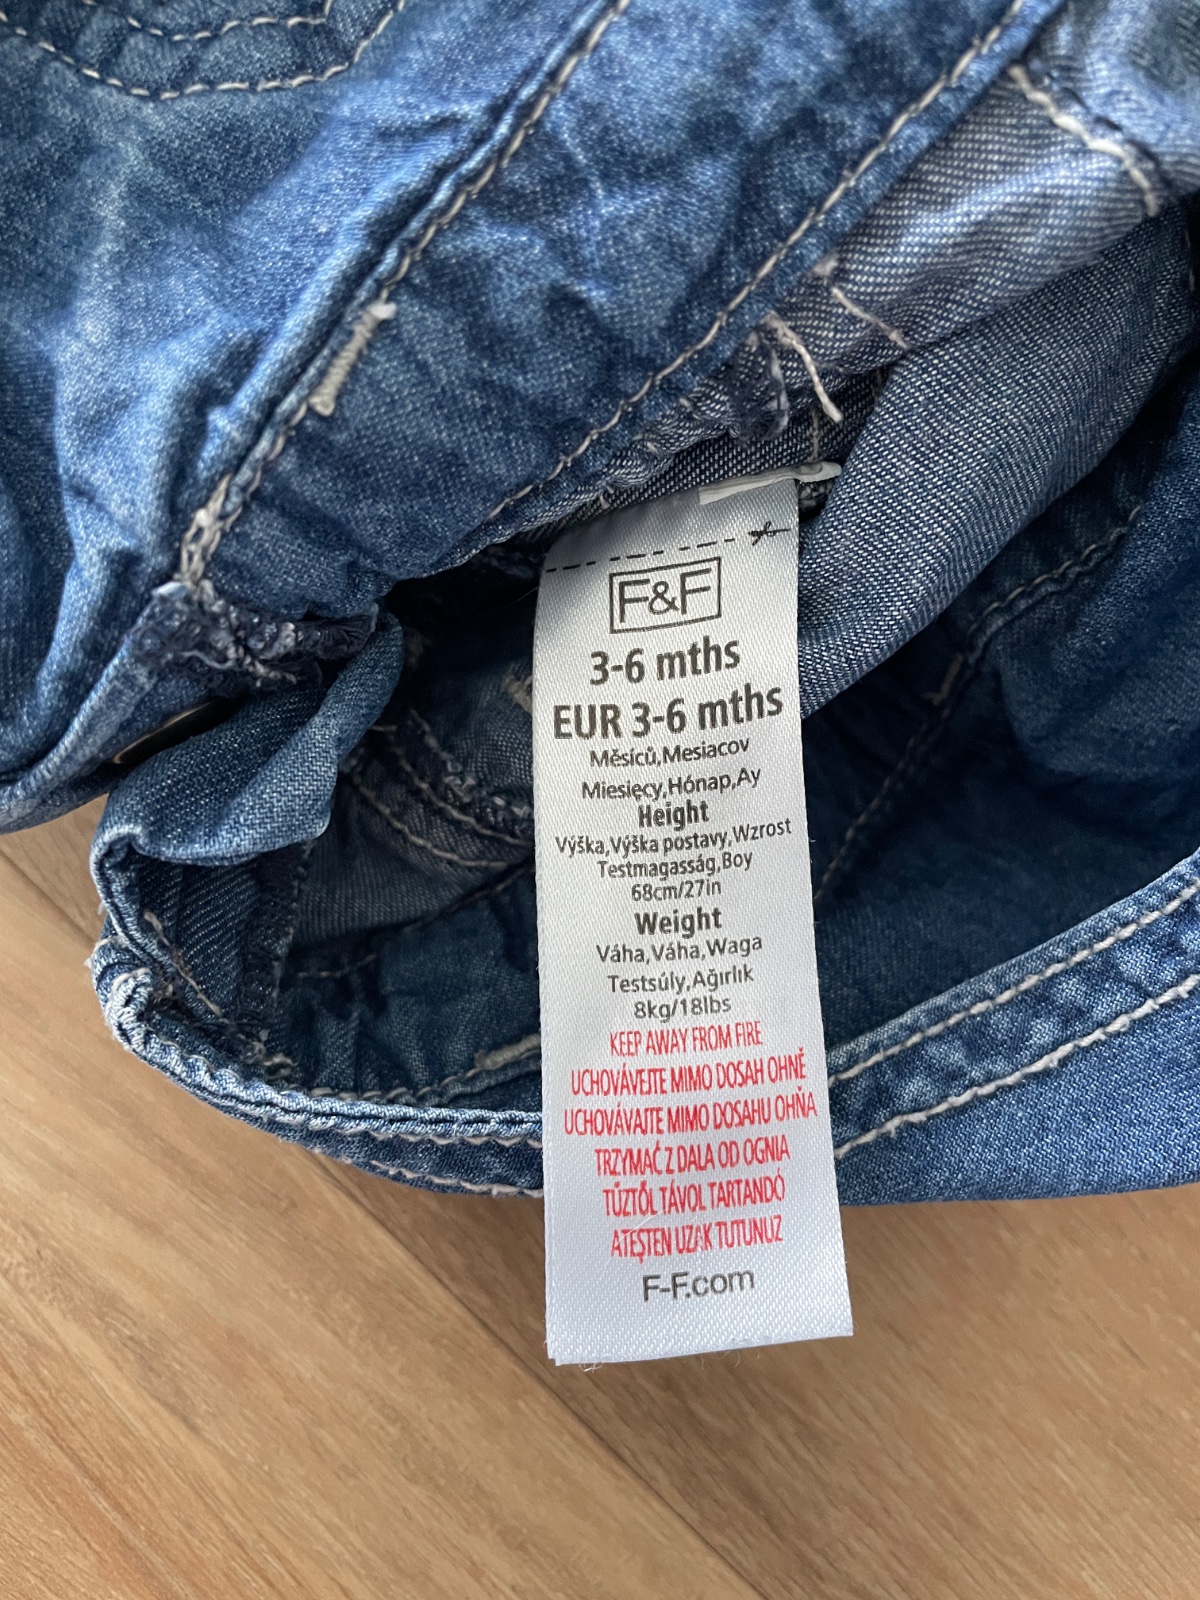 F&F
3-6 mths
EUR 3-6 mths
Měsíců,Mesiacov
Miesięcy,Hónap,Ay
Height
Výška,Výška postavy,Wzrost
Testmagasság,Boy
68cm/27in
Weight
Váha,Váha,Waga
Testsúly,Ağırlık
8kg/18lbs
KEEP AWAY FROM FIRE
UCHOVÁVEJTE MIMO DOSAH OHNĚ
UCHOVÁVAJTE MIMO DOSAHU OHŇA
TRZYMAĆ Z DALA OD OGNIA
TŰZTŐL TÁVOL TARTANDÓ
ATEŞTEN UZAK TUTUNUZ
F-F.com